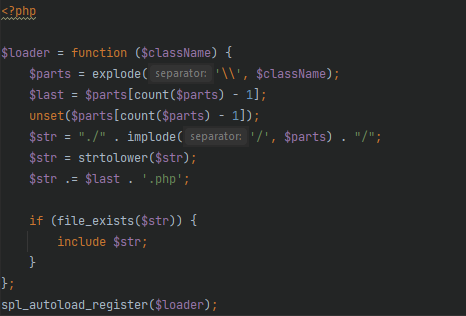 <?php
$loader = function ($className) {
    $parts = explode( separator: '\\', $className);
    $last = $parts[count($parts) - 1];
    unset($parts[count($parts) - 1]);
    $str = "./" . implode( separator: '/', $parts) . "/";
    $str = strtolower($str);
    $str .= $last . '.php';
    if (file_exists($str)) {
        include $str;
    }
};
spl_autoload_register($loader);